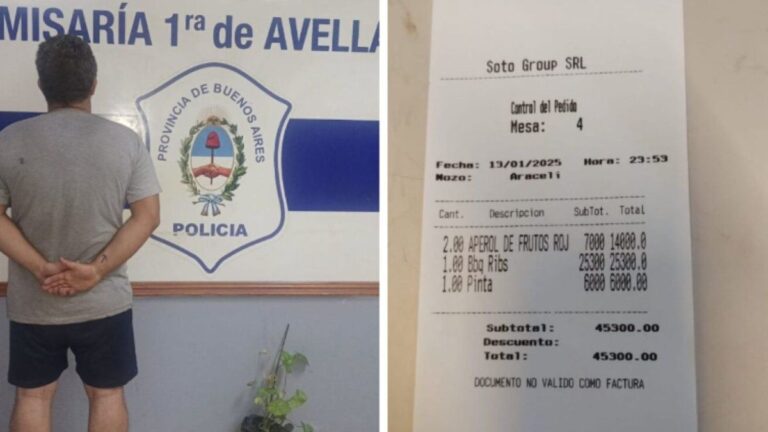 MISARÍA 1ra de AVELLA
PROVINCIA DE BUENOS AIRES
POLICIA
Soto Group SRL
Control del Pedido
Mesa: 4
Fecha: 13/01/2025 Hora: 23:53
Mozo: Araceli
Cant. Descripcion SubTot. Total
2.00 APEROL DE FRUTOS ROJ 7000 14000.0
1.00 Bbq Ribs 25300 25300.0
1.00 Pinta 6000 6000.00
Subtotal: 45300.00
Descuento:
Total: 45300.00
DOCUMENTO NO VALIDO COMO FACTURA